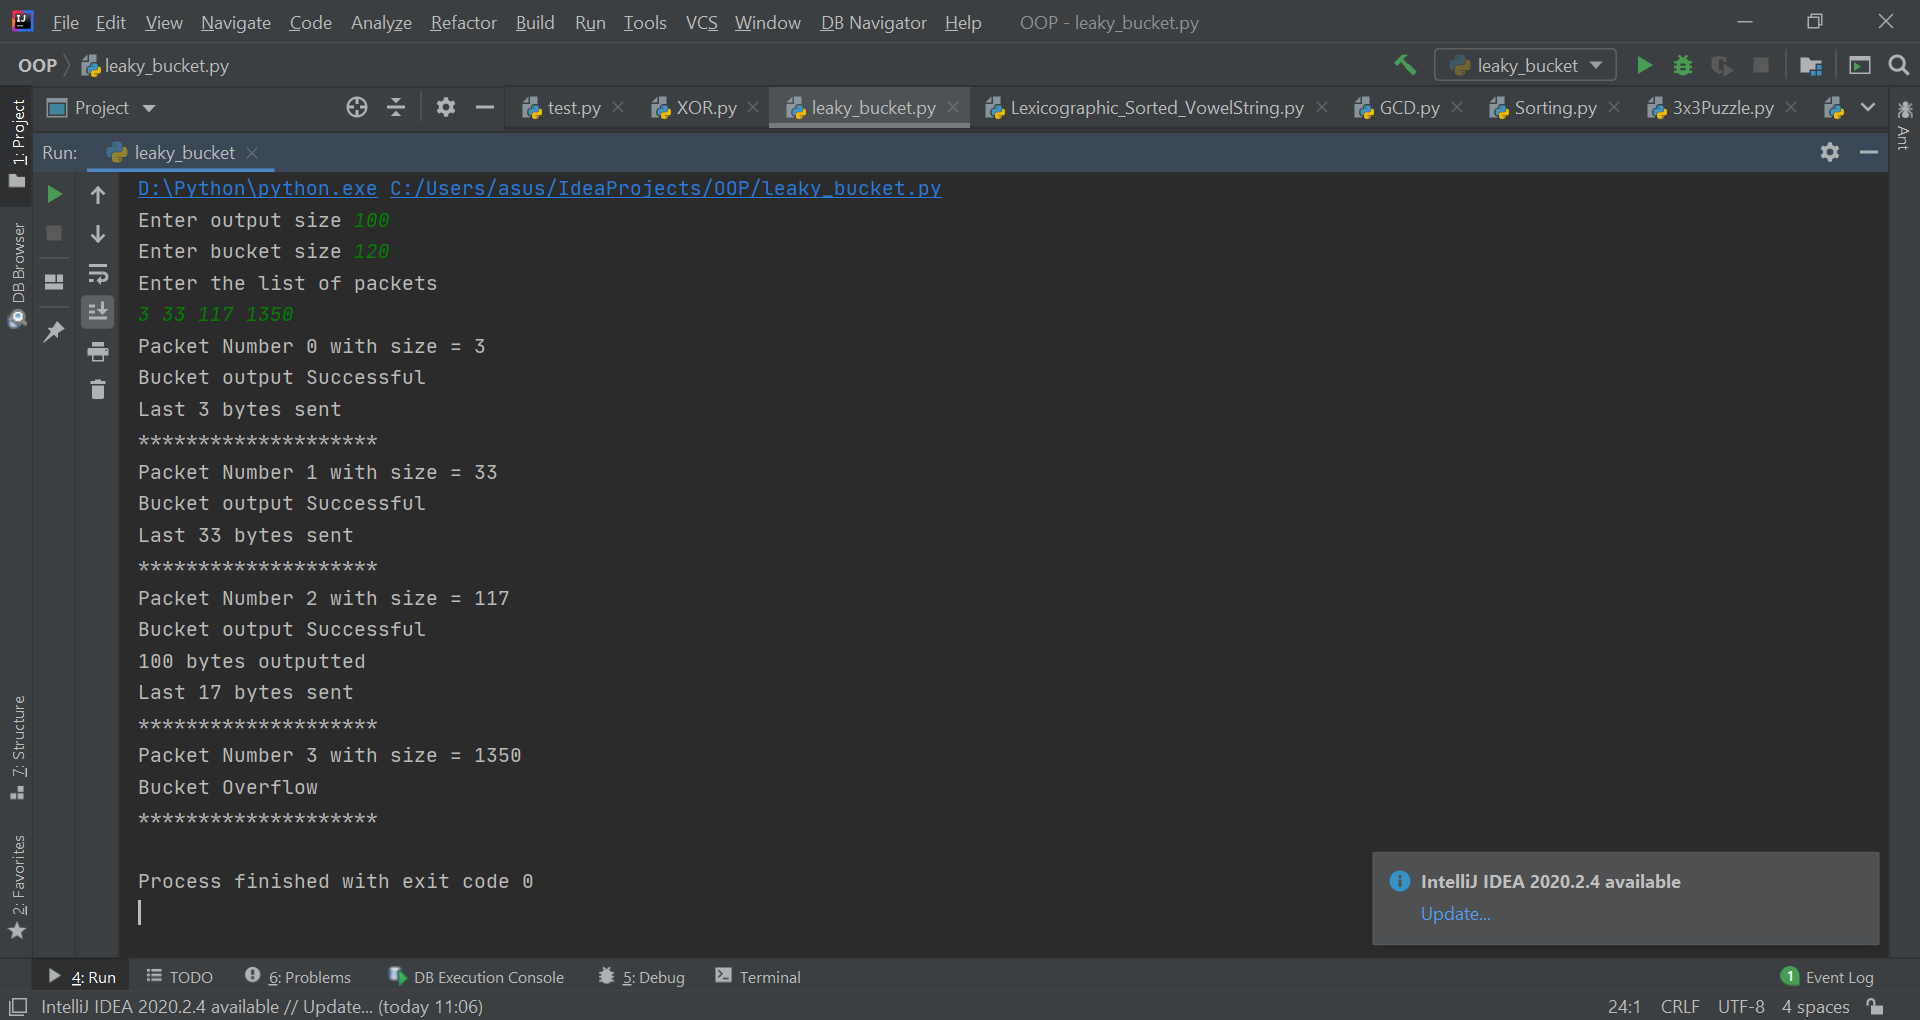 File Edit View Navigate Code Analyze Refactor Build Run Tools VCS Window DB Navigator Help OOP - leaky_bucket.py
OOP leaky_bucket.py leaky_bucket
Project test.py XOR.py leaky_bucket.py Lexicographic_Sorted_VowelString.py GCD.py Sorting.py 3x3Puzzle.py
Run: leaky_bucket
1: Project
DB Browser
7: Structure
2: Favorites
Ant
D:\Python\python.exe C:/Users/asus/IdeaProjects/OOP/leaky_bucket.py
Enter output size 100
Enter bucket size 120
Enter the list of packets
3 33 117 1350
Packet Number 0 with size = 3
Bucket output Successful
Last 3 bytes sent
********************
Packet Number 1 with size = 33
Bucket output Successful
Last 33 bytes sent
********************
Packet Number 2 with size = 117
Bucket output Successful
100 bytes outputted
Last 17 bytes sent
********************
Packet Number 3 with size = 1350
Bucket Overflow
********************
Process finished with exit code 0
IntelliJ IDEA 2020.2.4 available
Update...
4: Run TODO 6: Problems DB Execution Console 5: Debug Terminal 1 Event Log
IntelliJ IDEA 2020.2.4 available // Update... (today 11:06) 24:1 CRLF UTF-8 4 spaces